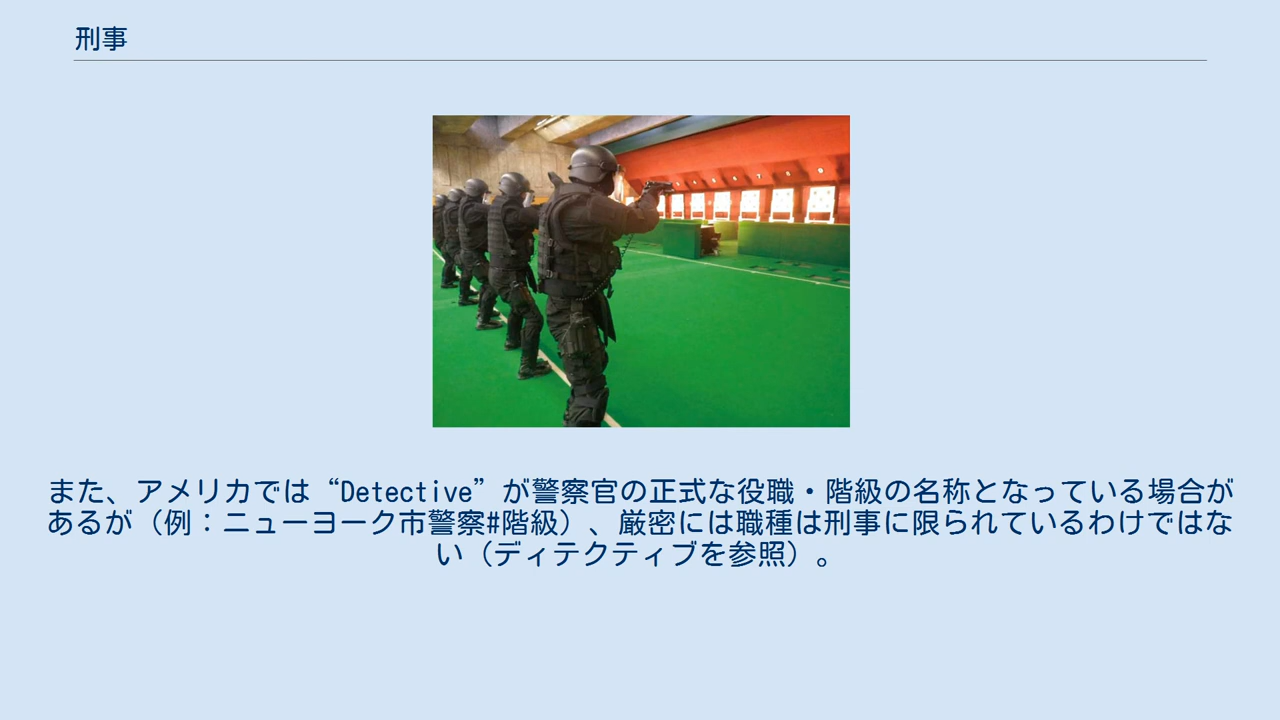 刑事
また、アメリカでは“Detective”が警察官の正式な役職・階級の名称となっている場合が
あるが（例：ニューヨーク市警察#階級）、厳密には職種は刑事に限られているわけではな
い（ディテクティブを参照）。